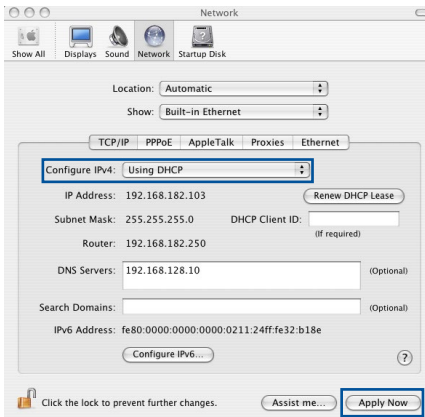 Network
Show All Displays Sound Network Startup Disk
Location: Automatic
Show: Built-in Ethernet
TCP/IP PPPoE AppleTalk Proxies Ethernet
Configure IPv4: Using DHCP
IP Address: 192.168.182.103 Renew DHCP Lease
Subnet Mask: 255.255.255.0 DHCP Client ID:
(If required)
Router: 192.168.182.250
DNS Servers: 192.168.128.10 (Optional)
Search Domains: (Optional)
IPv6 Address: fe80:0000:0000:0000:0211:24ff:fe32:b18e
Configure IPv6... ?
Click the lock to prevent further changes. Assist me... Apply Now